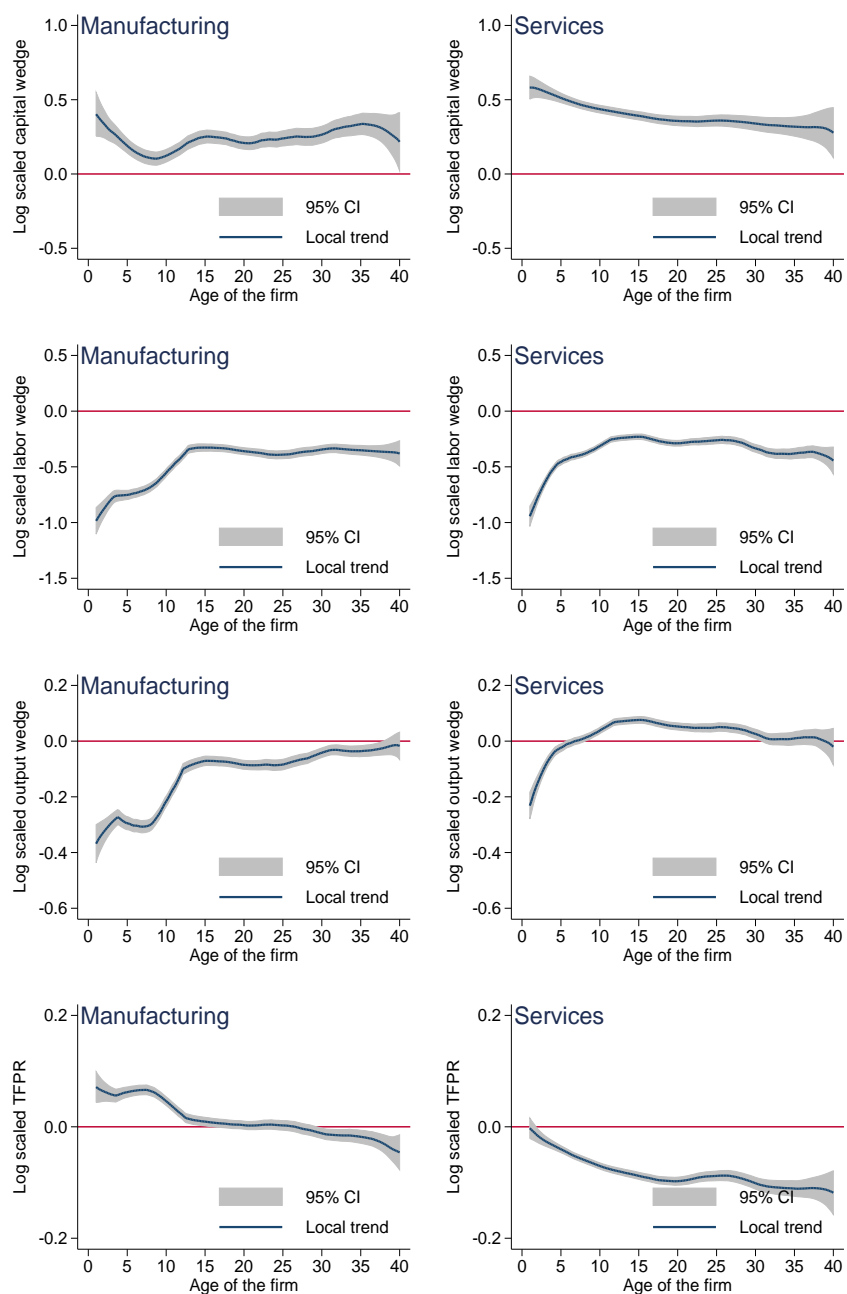 Manufacturing
Log scaled capital wedge
1.0
0.5
0.0
-0.5
95% CI
Local trend
0 5 10 15 20 25 30 35 40
Age of the firm
Services
Log scaled capital wedge
1.0
0.5
0.0
-0.5
95% CI
Local trend
0 5 10 15 20 25 30 35 40
Age of the firm
Manufacturing
Log scaled labor wedge
0.5
0.0
-0.5
-1.0
-1.5
95% CI
Local trend
0 5 10 15 20 25 30 35 40
Age of the firm
Services
Log scaled labor wedge
0.5
0.0
-0.5
-1.0
-1.5
95% CI
Local trend
0 5 10 15 20 25 30 35 40
Age of the firm
Manufacturing
Log scaled output wedge
0.2
0.0
-0.2
-0.4
-0.6
95% CI
Local trend
0 5 10 15 20 25 30 35 40
Age of the firm
Services
Log scaled output wedge
0.2
0.0
-0.2
-0.4
-0.6
95% CI
Local trend
0 5 10 15 20 25 30 35 40
Age of the firm
Manufacturing
Log scaled TFPR
0.2
0.0
-0.2
95% CI
Local trend
0 5 10 15 20 25 30 35 40
Age of the firm
Services
Log scaled TFPR
0.2
0.0
-0.2
95% CI
Local trend
0 5 10 15 20 25 30 35 40
Age of the firm